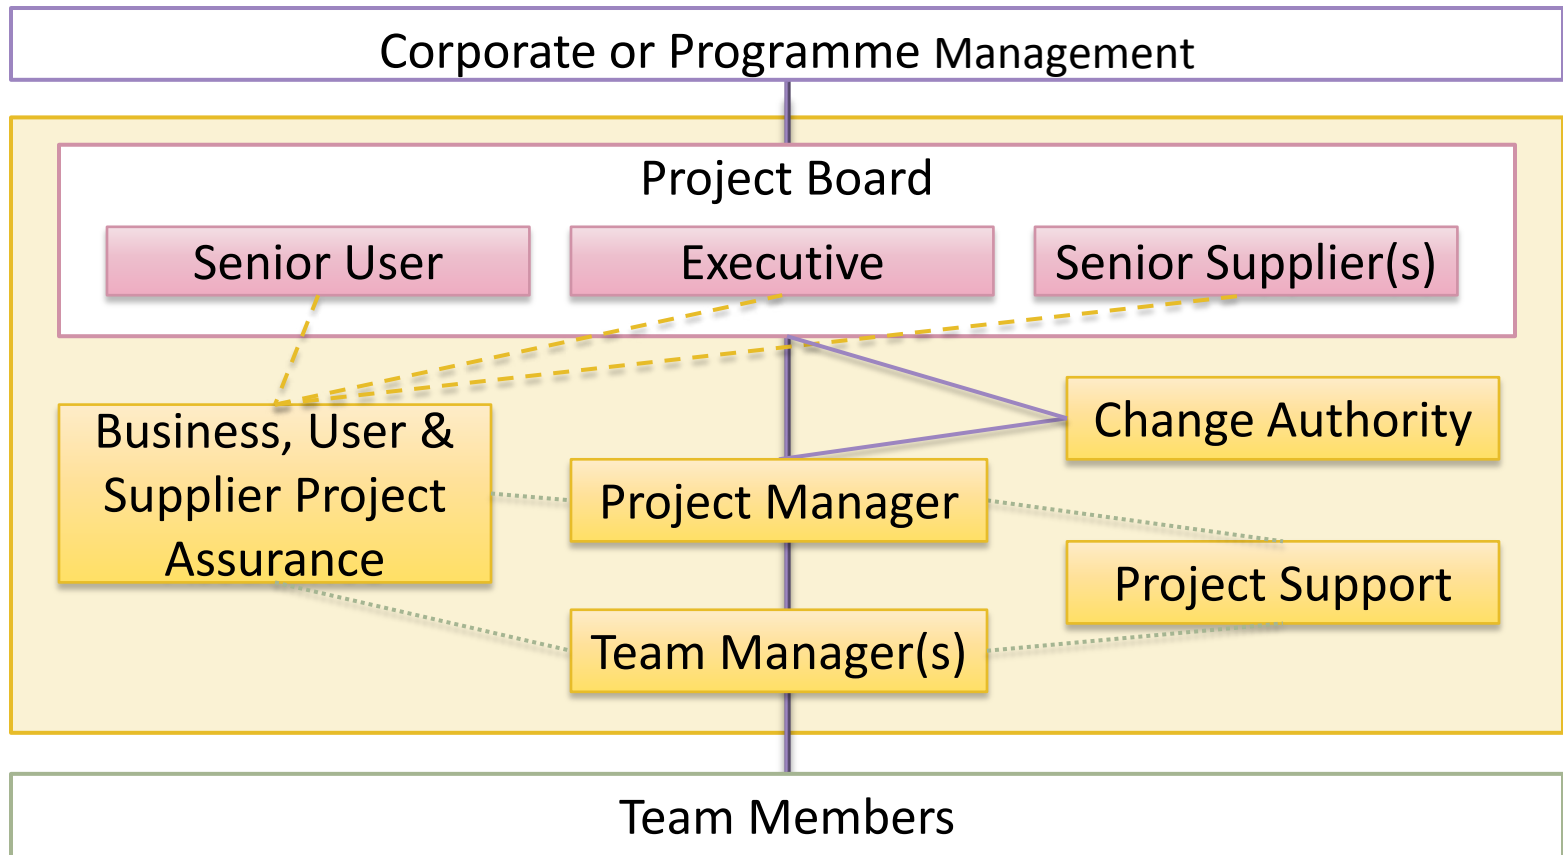 Corporate or Programme Management
Project Board
Senior User
Executive
Senior Supplier(s)
Business, User &
Supplier Project
Assurance
Change Authority
Project Manager
Project Support
Team Manager(s)
Team Members